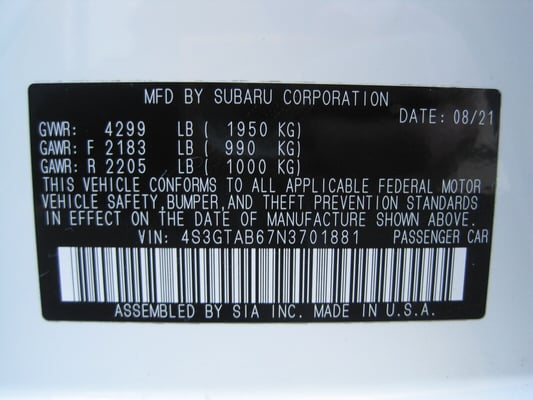 MFD BY SUBARU CORPORATION
DATE: 08/21
GVWR: 4299 LB ( 1950 KG)
GAWR: F 2183 LB ( 990 KG)
GAWR: R 2205 LB ( 1000 KG)
THIS VEHICLE CONFORMS TO ALL APPLICABLE FEDERAL MOTOR
VEHICLE SAFETY,BUMPER,AND THEFT PREVENTION STANDARDS
IN EFFECT ON THE DATE OF MANUFACTURE SHOWN ABOVE.
VIN: 4S3GTAB67N3701881 PASSENGER CAR
ASSEMBLED BY SIA INC. MADE IN U.S.A.